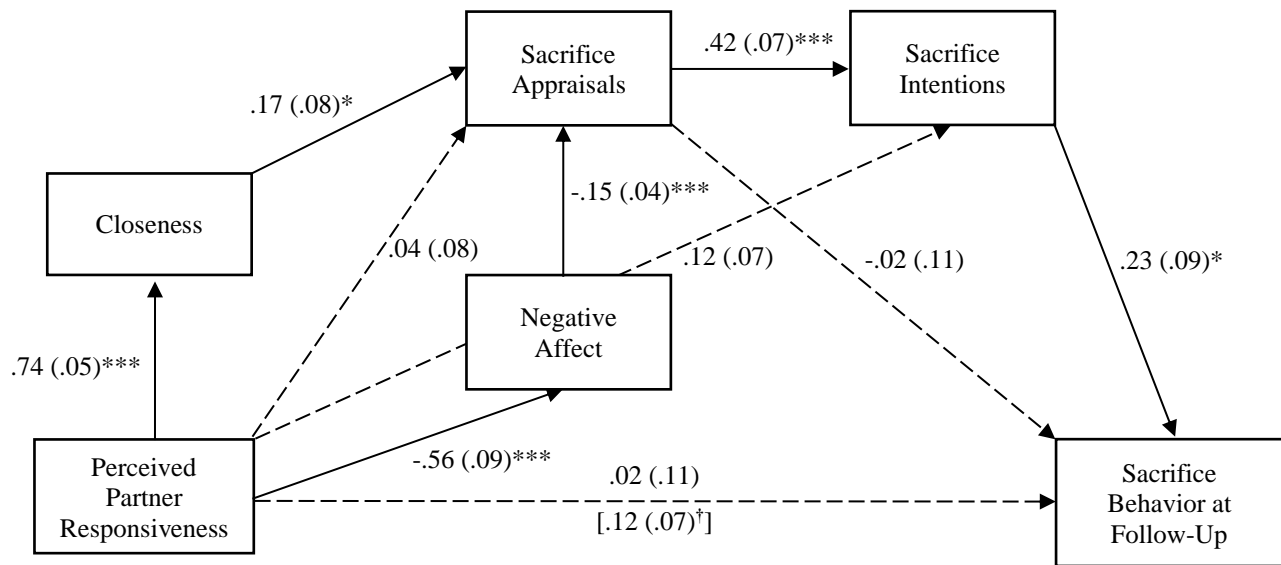 .42 (.07)***
Sacrifice
Appraisals
Sacrifice
Intentions
.17 (.08)*
-.15 (.04)***
Closeness
.04 (.08)
.12 (.07)
-.02 (.11)
.23 (.09)*
Negative
Affect
.74 (.05)***
-.56 (.09)***
Perceived
Partner
Responsiveness
.02 (.11)
[.12 (.07)†]
Sacrifice
Behavior at
Follow-Up